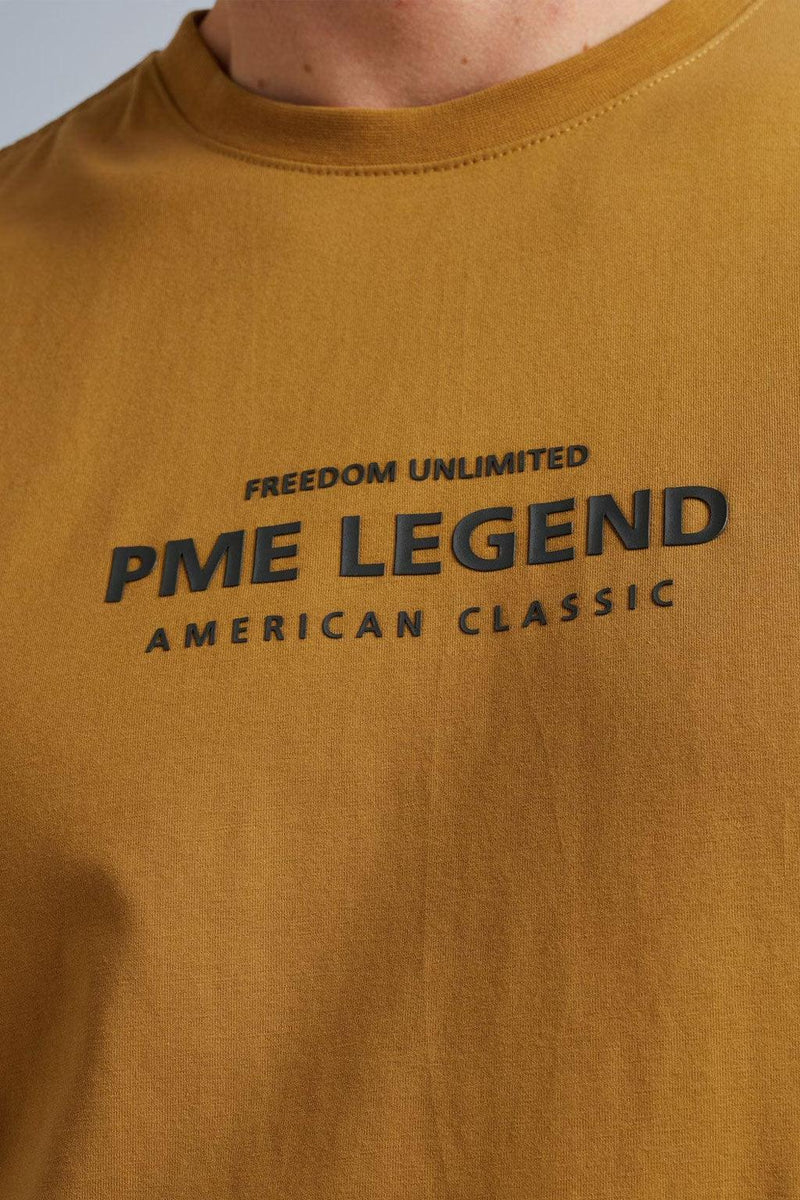 FREEDOM UNLIMITED
PME LEGEND
AMERICAN CLASSIC